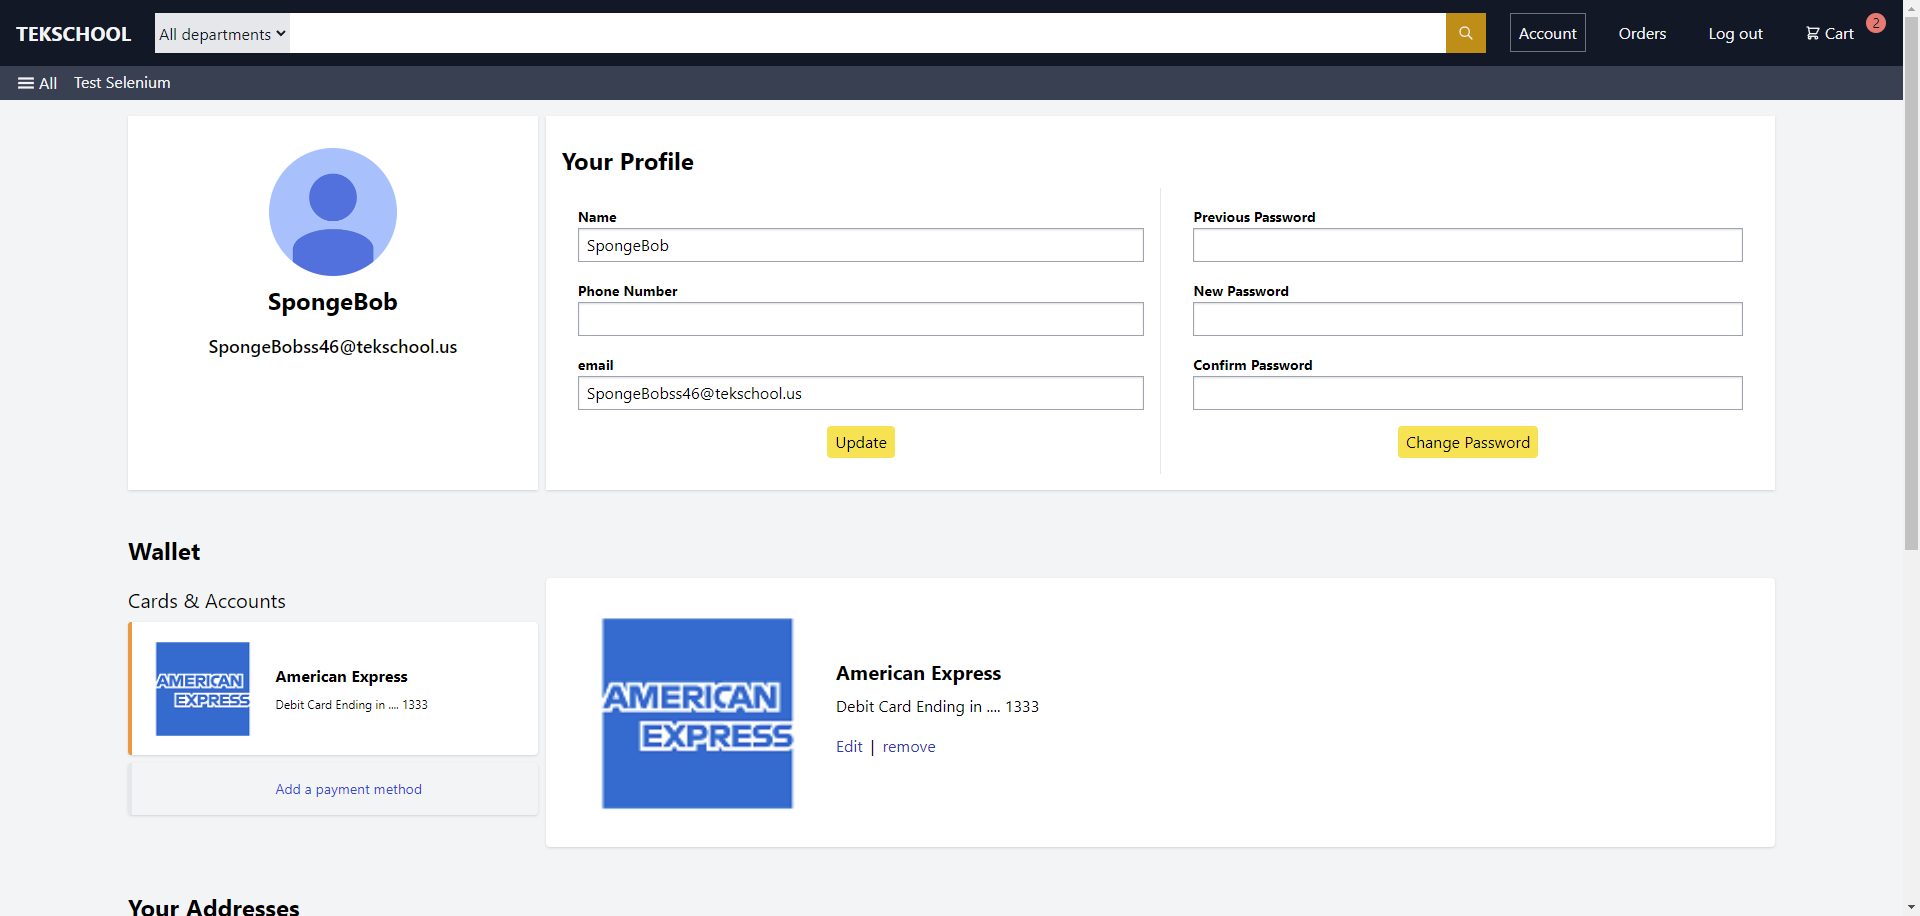 TEKSCHOOL
All departments
Account
Orders
Log out
Cart
2
All
Test Selenium
SpongeBob
SpongeBobss46@tekschool.us
Your Profile
Name
SpongeBob
Phone Number
email
SpongeBobss46@tekschool.us
Update
Previous Password
New Password
Confirm Password
Change Password
Wallet
Cards & Accounts
AMERICAN
EXPRESS
American Express
Debit Card Ending in .... 1333
Add a payment method
AMERICAN
EXPRESS
American Express
Debit Card Ending in .... 1333
Edit | remove
Your Addresses